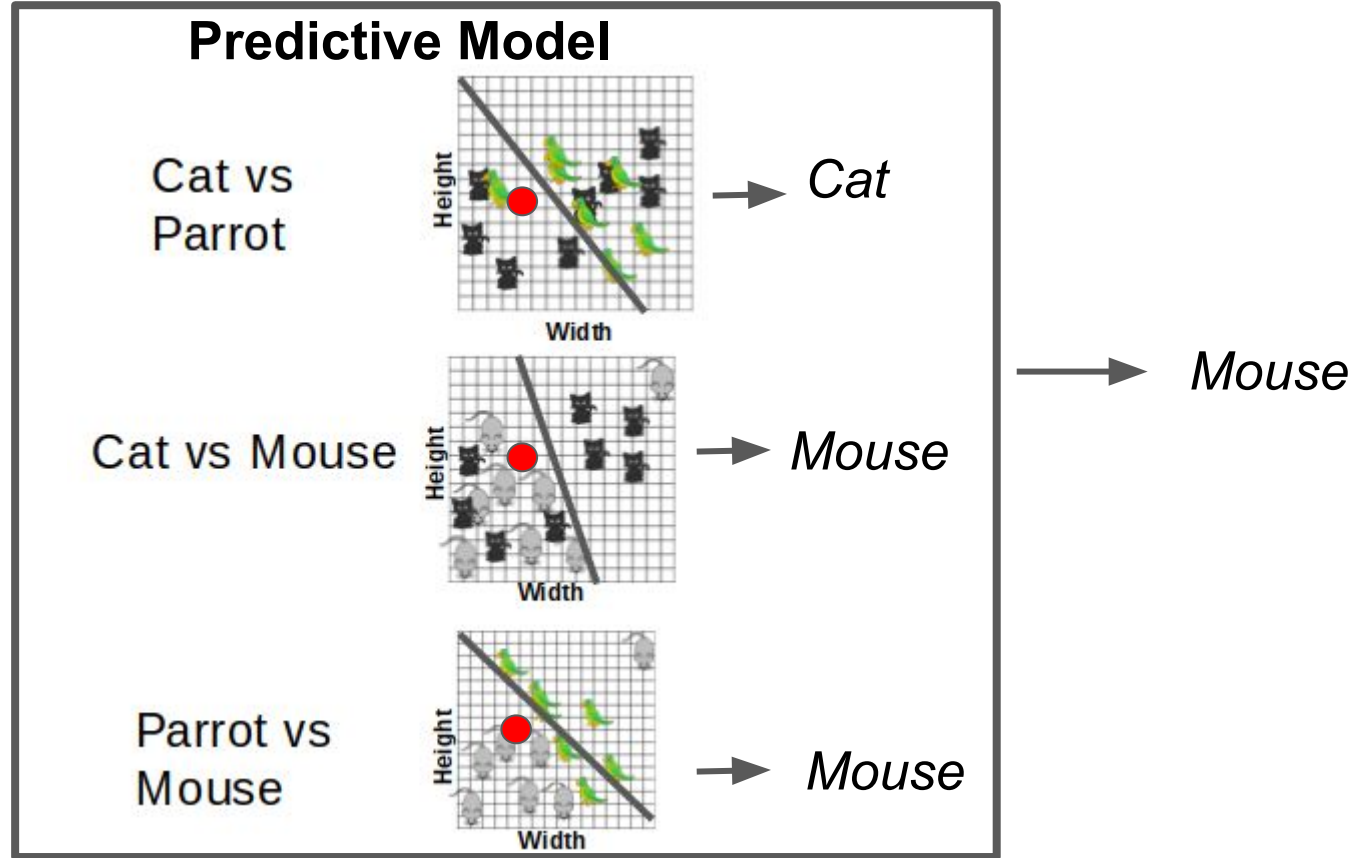 Predictive Model
Cat vs
Parrot
Height
Width
Cat
Cat vs Mouse
Height
Width
Mouse
Mouse
Parrot vs
Mouse
Height
Width
Mouse